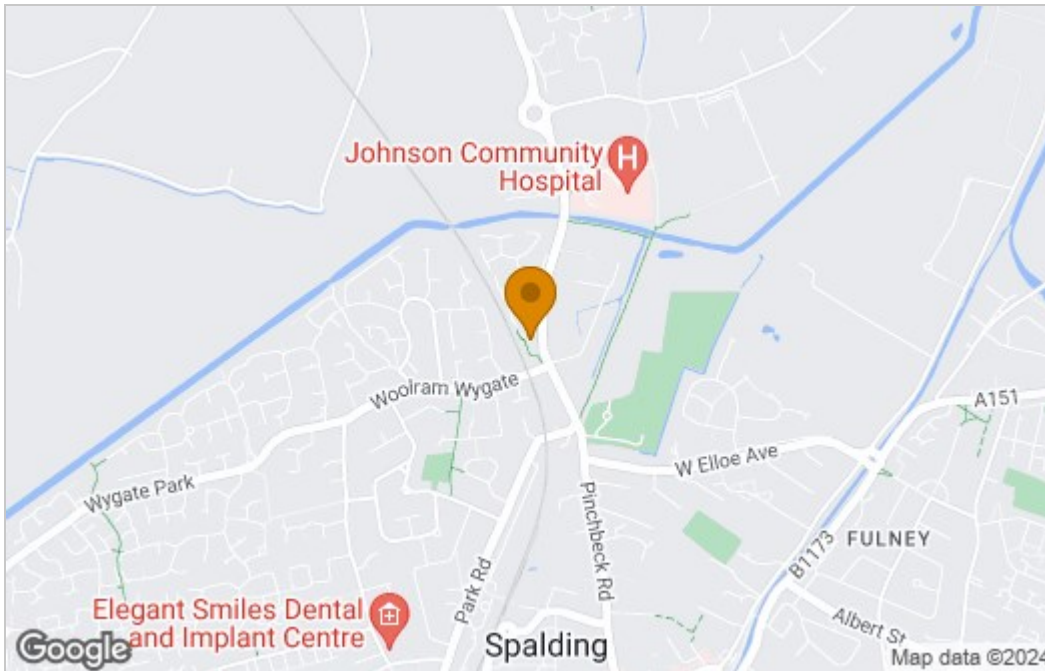 Johnson Community
Hospital
H
Woolram Wygate
A151
W Elloe Ave
Wygate Park
Pinchbeck Rd
FULNEY
B1173
Park Rd
Elegant Smiles Dental
and Implant Centre
Albert St
Spalding
Google
Map data ©2024